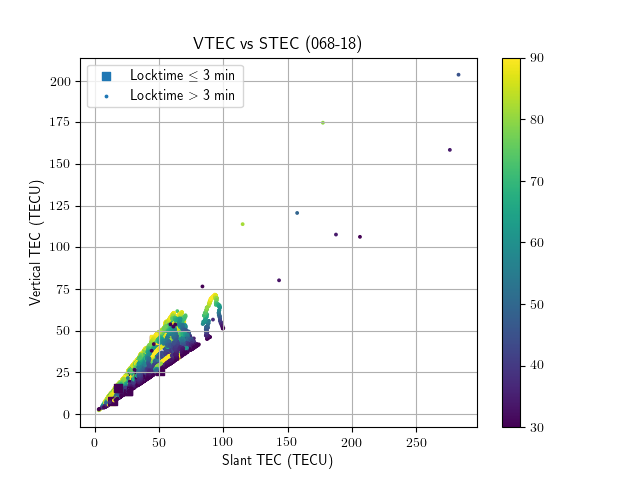 VTEC vs STEC (068-18)
Locktime ≤ 3 min
Locktime > 3 min
Vertical TEC (TECU)
200
175
150
125
100
75
50
25
0
0 50 100 150 200 250
Slant TEC (TECU)
90
80
70
60
50
40
30